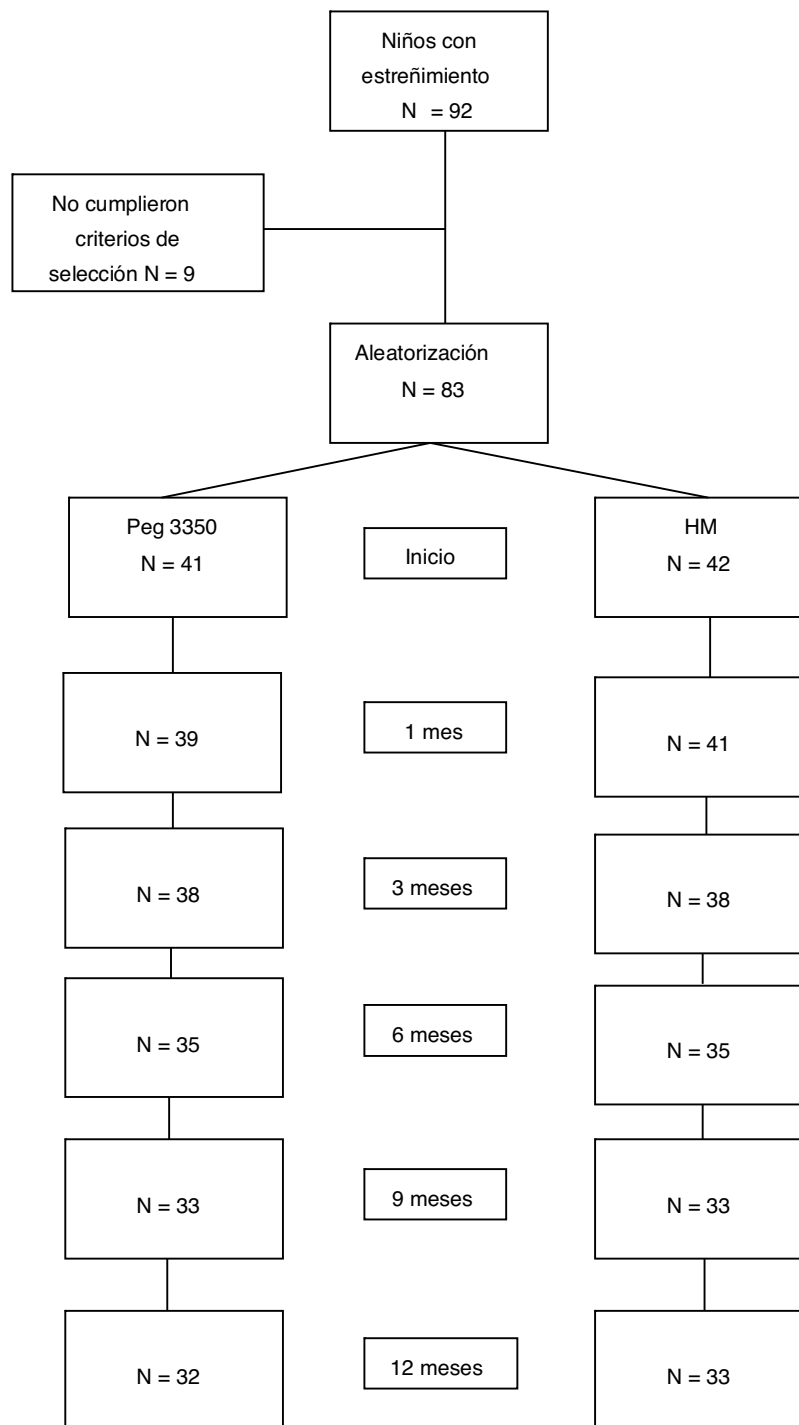 Niños con
estreñimiento
N = 92
No cumplieron
criterios de
selección N = 9
Aleatorización
N = 83
Peg 3350
N = 41
Inicio
HM
N = 42
N = 39
1 mes
N = 41
N = 38
3 meses
N = 38
N = 35
6 meses
N = 35
N = 33
9 meses
N = 33
N = 32
12 meses
N = 33